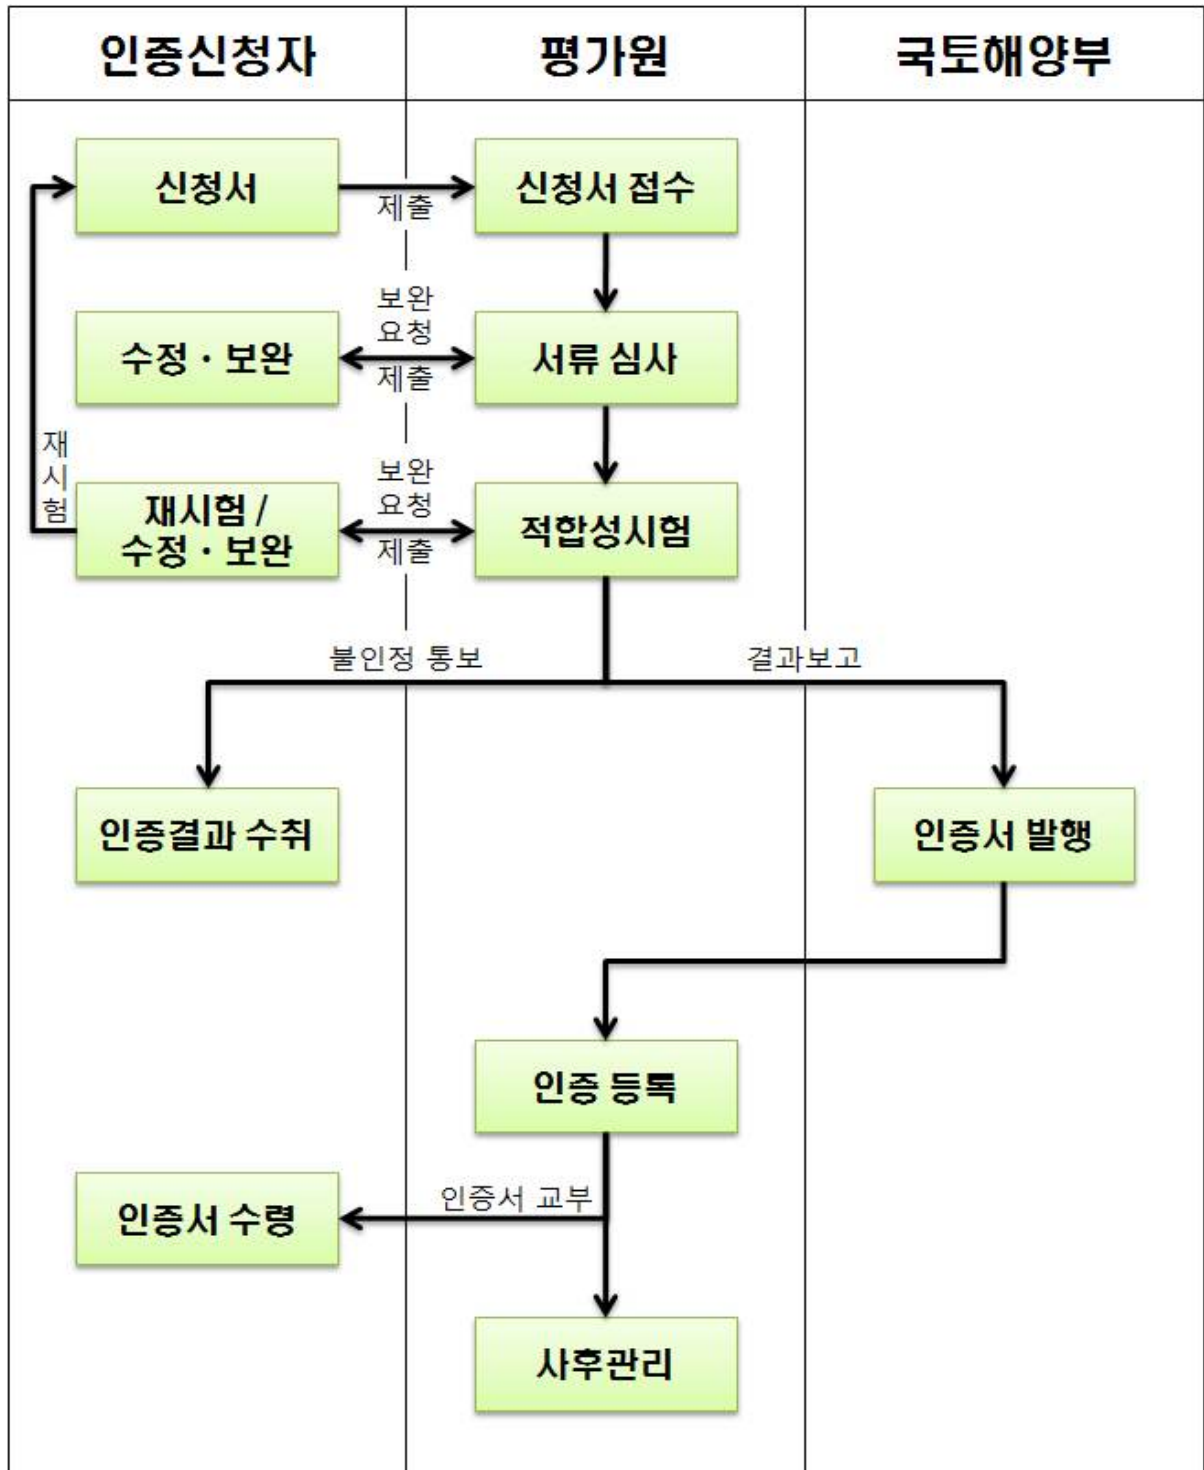 인증신청자
평가원
국토해양부
신청서
제출
신청서 접수
보완
요청
수정 · 보완
제출
서류 심사
재
시
험
보완
요청
재시험 /
수정 · 보완
제출
적합성시험
불인정 통보
결과보고
인증결과 수취
인증서 발행
인증 등록
인증서 교부
인증서 수령
사후관리